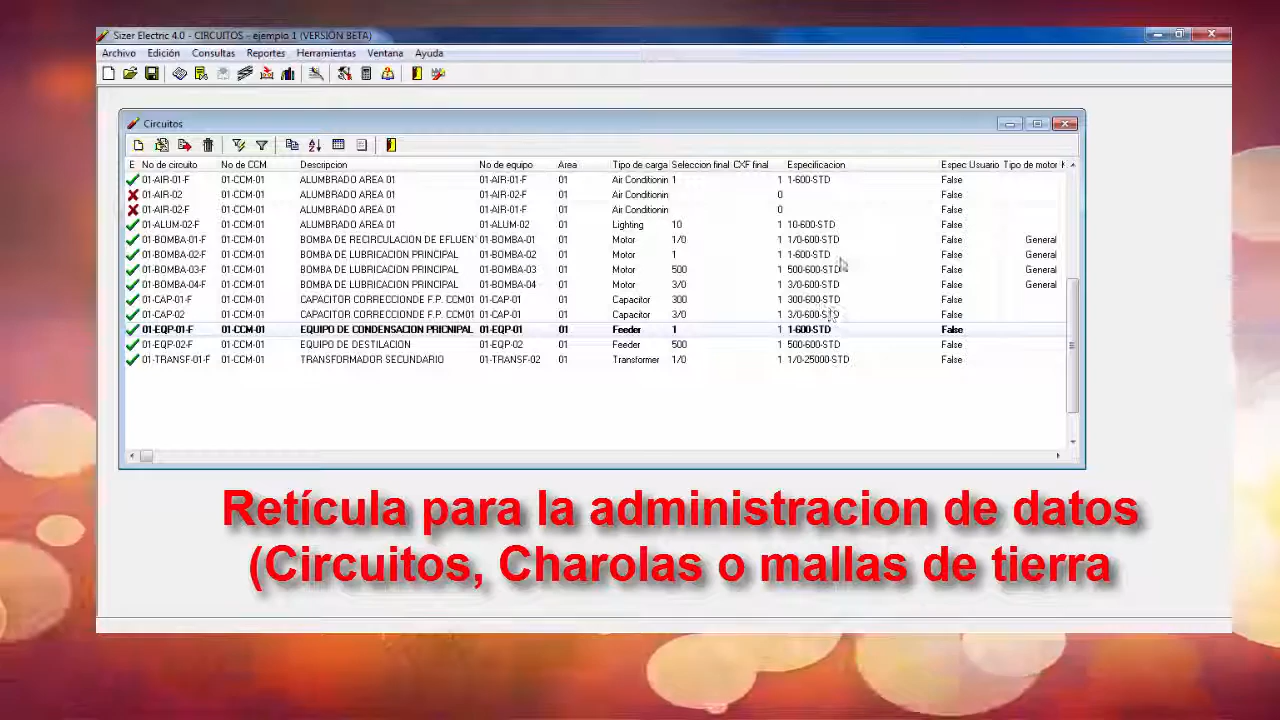 Sizer Electric 4.0 - CIRCUITOS - ejemplo 1 (VERSIÓN BETA)
Archivo Edición Consultas Reportes Herramientas Ventana Ayuda
Circuitos
E No de circuito No de CCM Descripcion No de equipo Area Tipo de carga Seleccion final CXF final Especificacion Espec Usuario Tipo de motor
01-AIR-01-F 01-CCM-01 ALUMBRADO AREA 01 01-AIR-01-F 01 Air Conditionin 1 1 1-600-STD False
01-AIR-02 01-CCM-01 ALUMBRADO AREA 01 01-AIR-02-F 01 Air Conditionin 0 False
01-AIR-02-F 01-CCM-01 ALUMBRADO AREA 01 01-AIR-01-F 01 Air Conditionin 0 False
01-ALUM-02-F 01-CCM-01 ALUMBRADO AREA 01 01-ALUM-02 01 Lighting 10 1 10-600-STD False
01-BOMBA-01-F 01-CCM-01 BOMBA DE RECIRCULACION DE EFLUEN 01-BOMBA-01 01 Motor 1/0 1 1/0-600-STD False General
01-BOMBA-02-F 01-CCM-01 BOMBA DE LUBRICACION PRINCIPAL 01-BOMBA-02 01 Motor 1 1 1-600-STD False General
01-BOMBA-03-F 01-CCM-01 BOMBA DE LUBRICACION PRINCIPAL 01-BOMBA-03 01 Motor 500 1 500-600-STD False General
01-BOMBA-04-F 01-CCM-01 BOMBA DE LUBRICACION PRINCIPAL 01-BOMBA-04 01 Motor 3/0 1 3/0-600-STD False General
01-CAP-01-F 01-CCM-01 CAPACITOR CORRECCIONDE F.P. CCM01 01-CAP-01 01 Capacitor 300 1 300-600-STD False
01-CAP-02 01-CCM-01 CAPACITOR CORRECCIONDE F.P. CCM01 01-CAP-01 01 Capacitor 3/0 1 3/0-600-STD False
01-EQP-01-F 01-CCM-01 EQUIPO DE CONDENSACION PRICNIPAL 01-EQP-01 01 Feeder 1 1 1-600-STD False
01-EQP-02-F 01-CCM-01 EQUIPO DE DESTILACION 01-EQP-02 01 Feeder 500 1 500-600-STD False
01-TRANSF-01-F 01-CCM-01 TRANSFORMADOR SECUNDARIO 01-TRANSF-02 01 Transformer 1/0 1 1/0-25000-STD False
Retícula para la administracion de datos
(Circuitos, Charolas o mallas de tierra